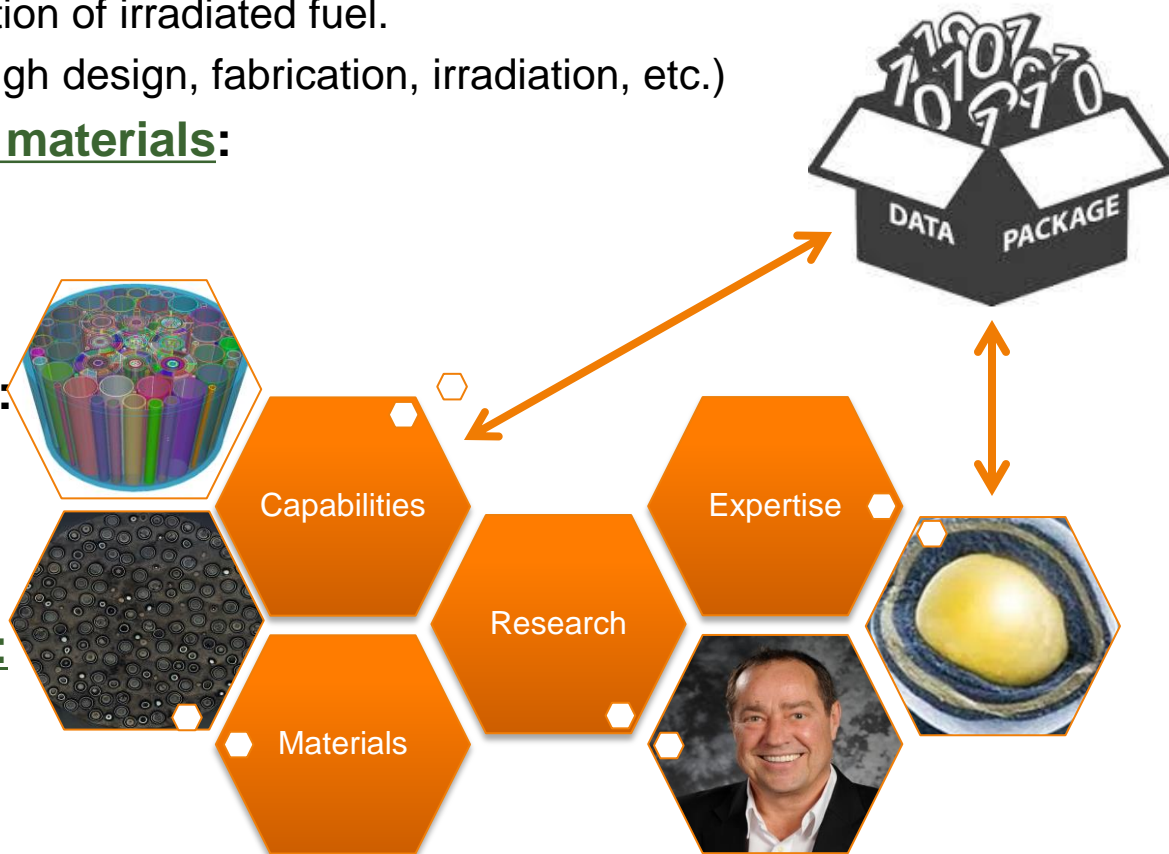 tion of irradiated fuel.
gh design, fabrication, irradiation, etc.)
materials:
DATA PACKAGE
:
Capabilities
Expertise
Research
:
Materials